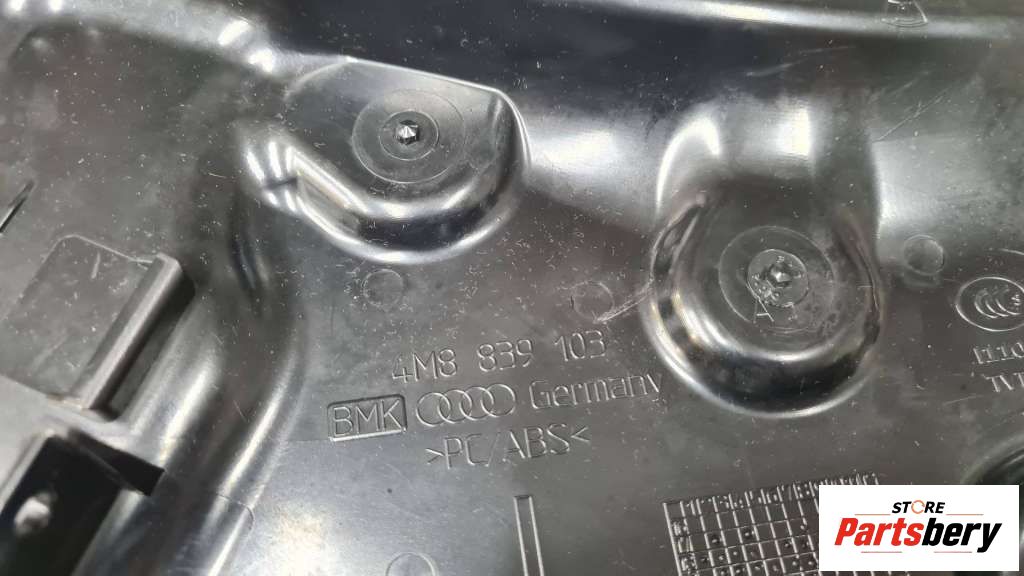 4M8 839 103
BMK Germany
>PC/ABS<
A
STORE
Partsbery